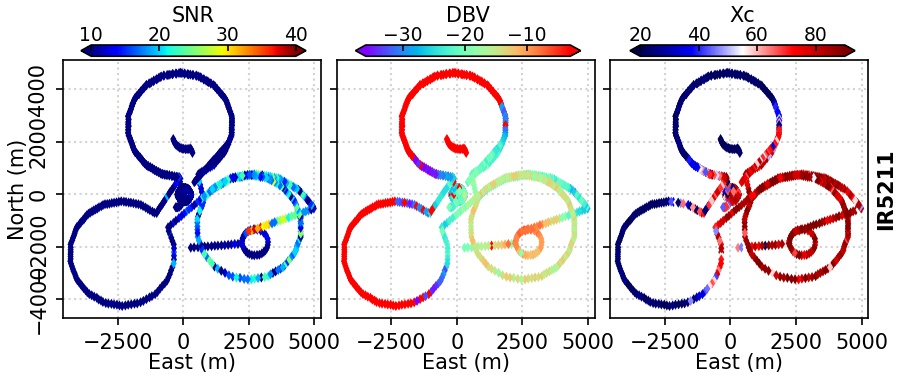 SNR DBV Xc
10 20 30 40 −30 −20 −10 20 40 60 80
North (m)
4000
2000
0
−2000
−4000
−2500 0 2500 5000 −2500 0 2500 5000 −2500 0 2500 5000
East (m) East (m) East (m)
IR5211